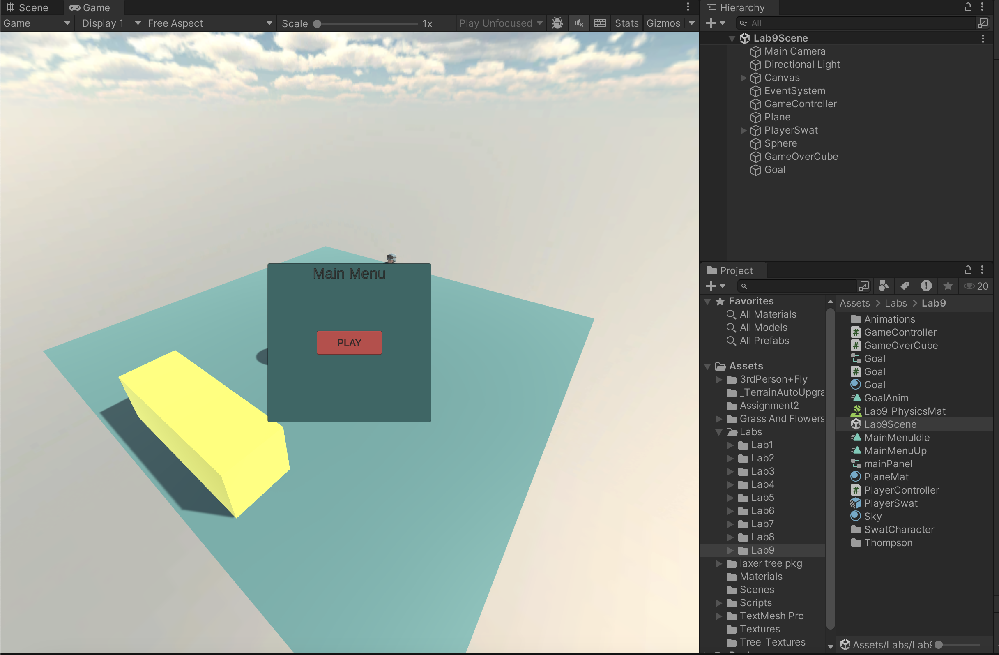 Scene
Game
Game
Display 1
Free Aspect
Scale
1x
Play Unfocused
Stats
Gizmos
Main Menu
PLAY
Hierarchy
All
Lab9Scene
Main Camera
Directional Light
Canvas
EventSystem
GameController
Plane
PlayerSwat
Sphere
GameOverCube
Goal
Project
20
Favorites
All Materials
All Models
All Prefabs
Assets
3rdPerson+Fly
_TerrainAutoUpgra
Assignment2
Grass And Flowers
Labs
Lab1
Lab2
Lab3
Lab4
Lab5
Lab6
Lab7
Lab8
Lab9
laxer tree pkg
Materials
Scenes
Scripts
TextMesh Pro
Textures
Tree_Textures
Assets > Labs > Lab9
Animations
GameController
GameOverCube
Goal
Goal
Goal
GoalAnim
Lab9_PhysicsMat
Lab9Scene
MainMenuIdle
MainMenuUp
mainPanel
PlaneMat
PlayerController
PlayerSwat
Sky
SwatCharacter
Thompson
Assets/Labs/Lab9